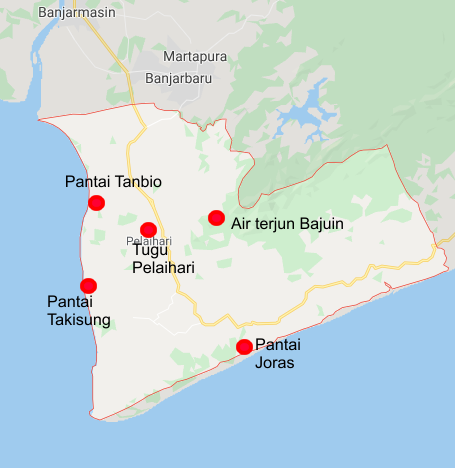 Banjarmasin
Martapura
Banjarbaru
Pantai Tanbio
Air terjun Bajuin
Pelaihari
Tugu
Pelaihari
Pantai
Takisung
Pantai
Joras